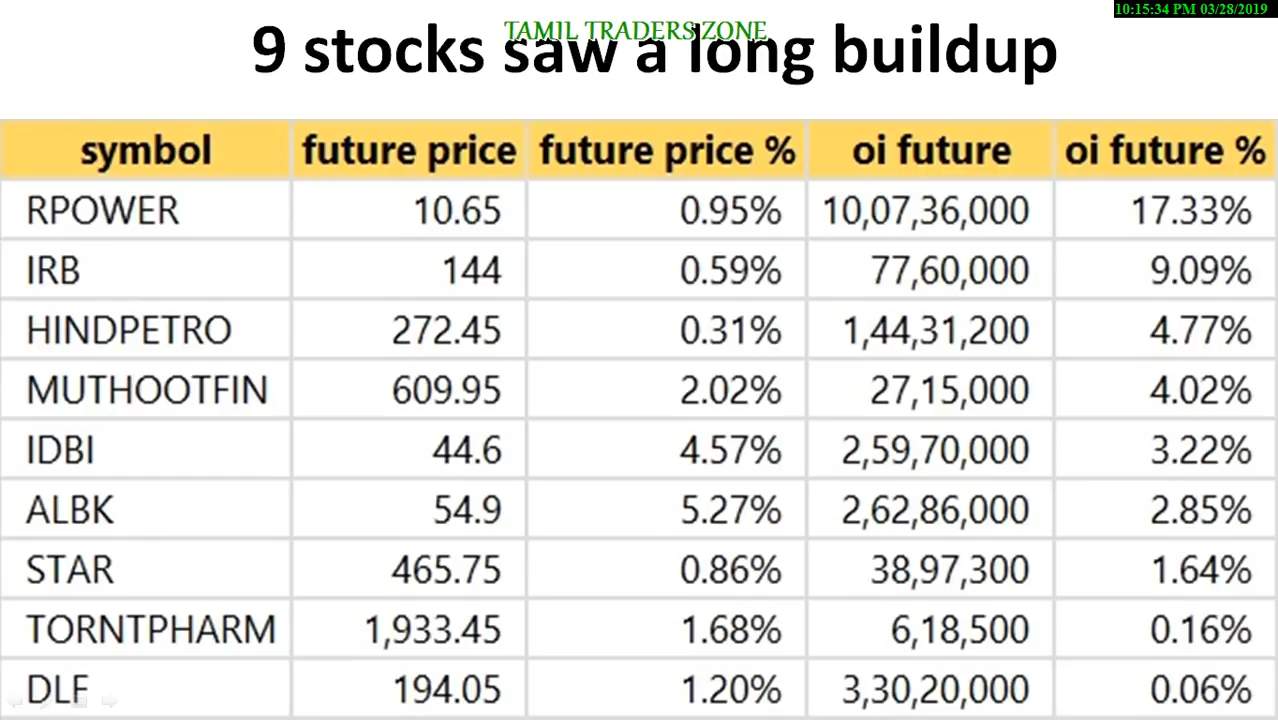 10:15:34 PM 03/28/2019
TAMIL TRADERS ZONE
9 stocks saw a long buildup
symbol future price future price % oi future oi future %
RPOWER 10.65 0.95% 10,07,36,000 17.33%
IRB 144 0.59% 77,60,000 9.09%
HINDPETRO 272.45 0.31% 1,44,31,200 4.77%
MUTHOOTFIN 609.95 2.02% 27,15,000 4.02%
IDBI 44.6 4.57% 2,59,70,000 3.22%
ALBK 54.9 5.27% 2,62,86,000 2.85%
STAR 465.75 0.86% 38,97,300 1.64%
TORNTPHARM 1,933.45 1.68% 6,18,500 0.16%
DLF 194.05 1.20% 3,30,20,000 0.06%